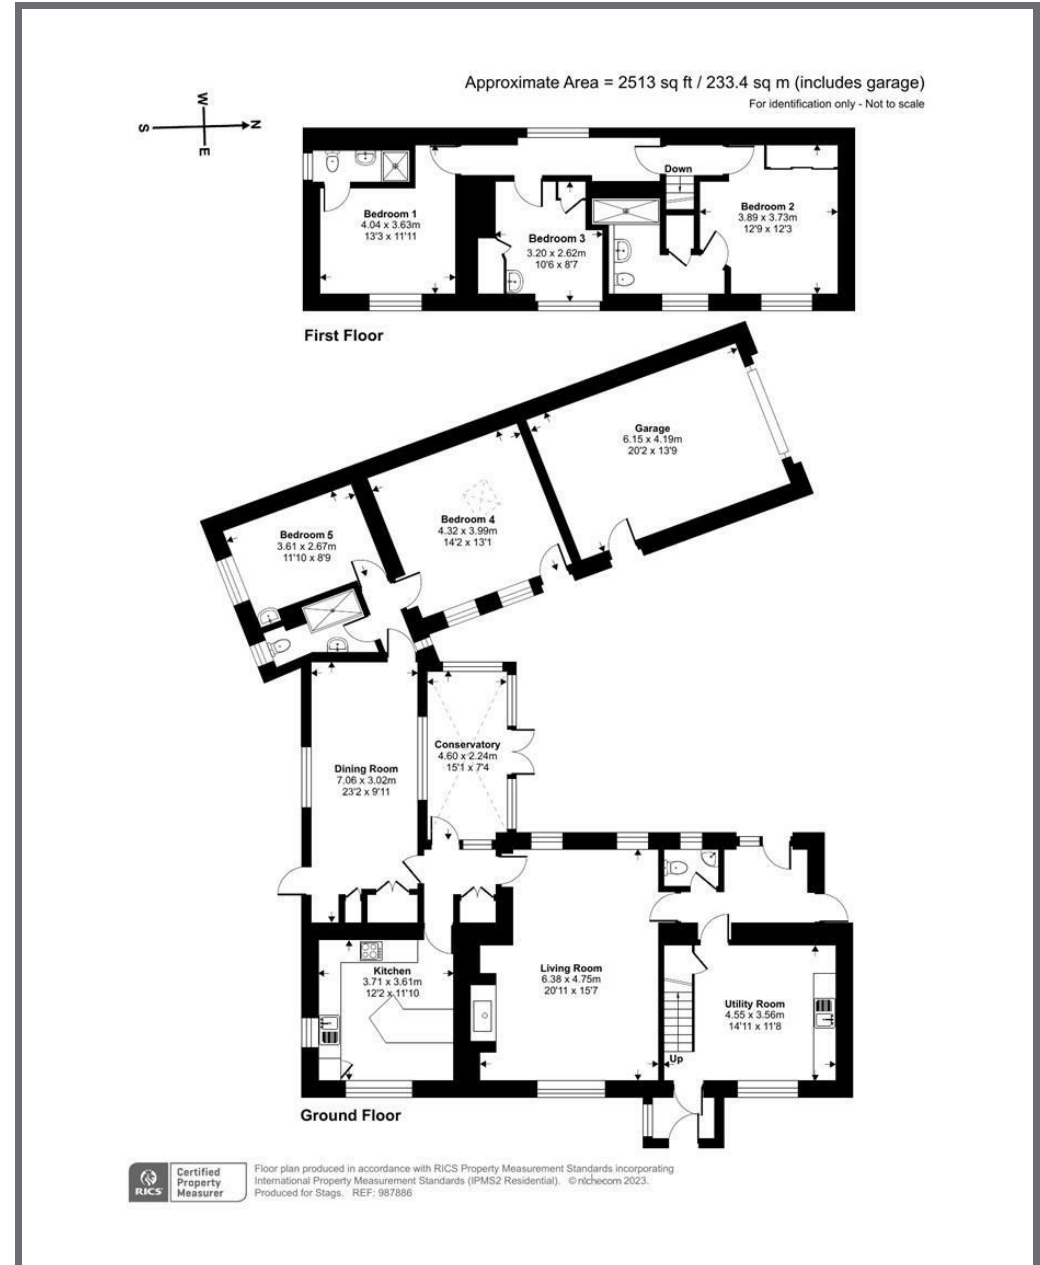 Approximate Area = 2513 sq ft / 233.4 sq m (includes garage)
For identification only - Not to scale
W
S
N
E
Down
Bedroom 1
4.04 x 3.63m
13'3 x 11'11
Bedroom 2
3.89 x 3.73m
12'9 x 12'3
Bedroom 3
3.20 x 2.62m
10'6 x 8'7
First Floor
Garage
6.15 x 4.19m
20'2 x 13'9
Bedroom 4
4.32 x 3.99m
14'2 x 13'1
Bedroom 5
3.61 x 2.67m
11'10 x 8'9
Conservatory
4.60 x 2.24m
15'1 x 7'4
Dining Room
7.06 x 3.02m
23'2 x 9'11
Kitchen
3.71 x 3.61m
12'2 x 11'10
Living Room
6.38 x 4.75m
20'11 x 15'7
Utility Room
4.55 x 3.56m
14'11 x 11'8
Up
Ground Floor
RICS
Certified
Property
Measurer
Floor plan produced in accordance with RICS Property Measurement Standards incorporating
International Property Measurement Standards (IPMS2 Residential). © nichecom 2023.
Produced for Stags. REF: 987886